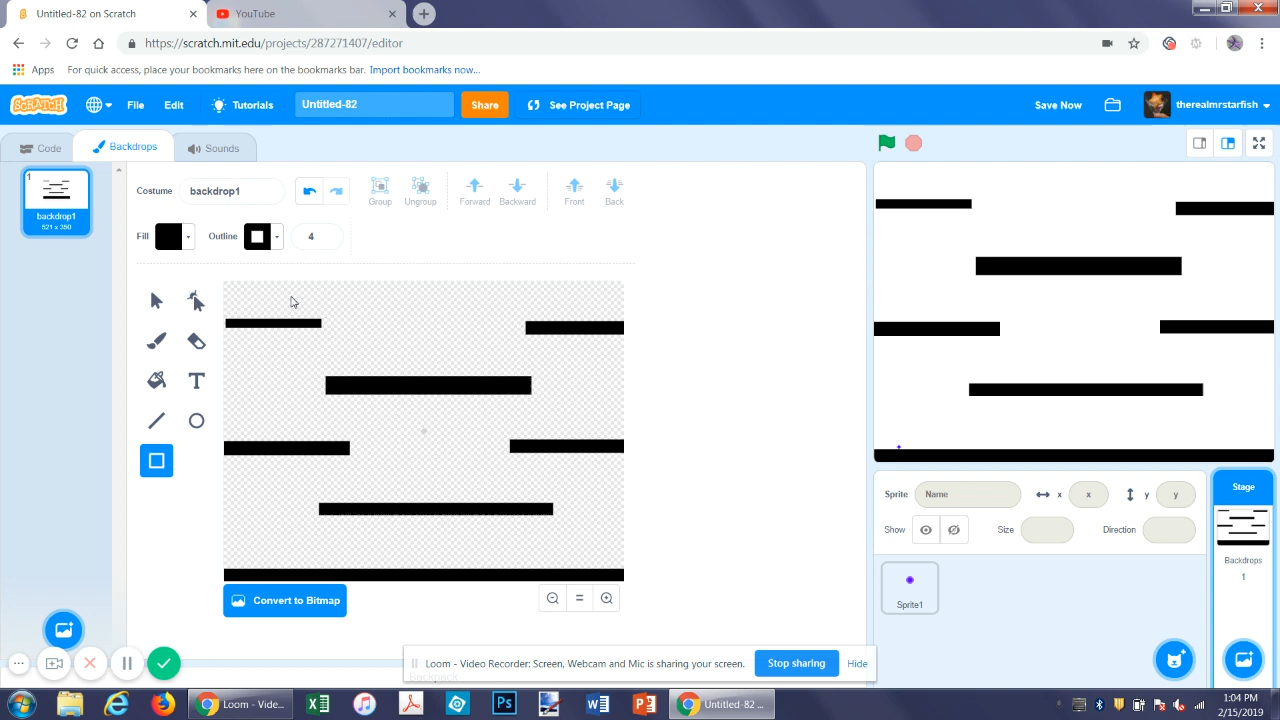 Untitled-82 on Scratch
YouTube
https://scratch.mit.edu/projects/287271407/editor
Apps For quick access, place your bookmarks here on the bookmarks bar. Import bookmarks now...
SCRATCH File Edit Tutorials Untitled-82 Share See Project Page Save Now therealmrstarfish
Code Backdrops Sounds
1
backdrop1
521 x 350
Costume backdrop1 Group Ungroup Forward Backward Front Back
Fill Outline 4
T
Convert to Bitmap
Sprite Name x x y y
Show Size Direction
Sprite1
Stage
Backdrops
1
Loom - Video Recorder: Screen, Webcam and Mic is sharing your screen. Stop sharing Hide
Backpack
Loom - Vide... Ps Untitled-82 ...
1:04 PM
2/15/2019